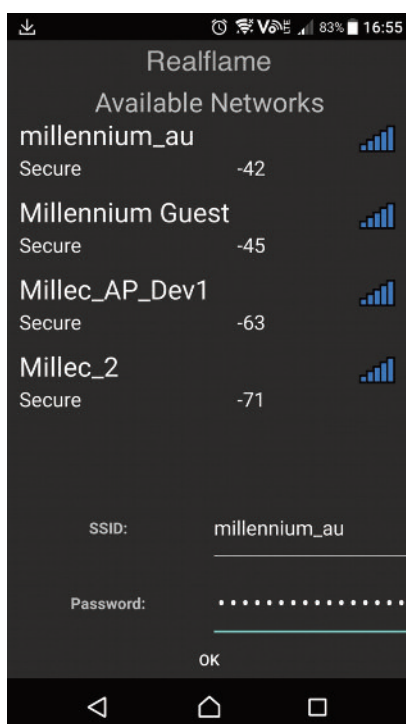 83% 16:55
Realflame
Available Networks
millennium_au
Secure -42
Millennium Guest
Secure -45
Millec_AP_Dev1
Secure -63
Millec_2
Secure -71
SSID: millennium_au
Password: ••••••••••••••••
OK